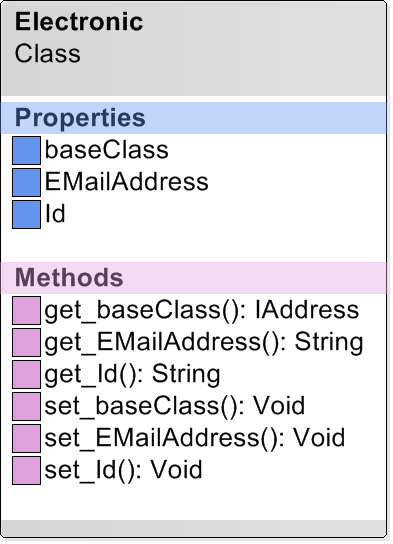 Electronic
Class
Properties
baseClass
EMailAddress
Id
Methods
get_baseClass(): IAddress
get_EMailAddress(): String
get_Id(): String
set_baseClass(): Void
set_EMailAddress(): Void
set_Id(): Void